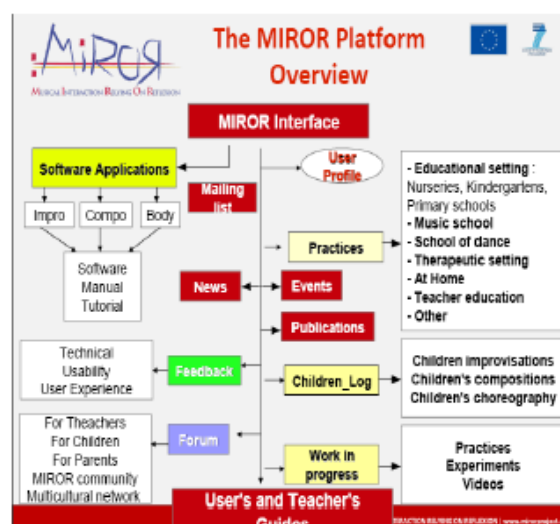 MIROR
MUSICAL INTERACTION RELYING ON REFLEXION
The MIROR Platform
Overview
7
MIROR Interface
Software Applications
User
Profile
Mailing
list
Impro
Compo
Body
Software
Manual
Tutorial
Practices
- Educational setting :
Nurseries, Kindergartens,
Primary schools
- Music school
- School of dance
- Therapeutic setting
- At Home
- Teacher education
- Other
News
Events
Publications
Technical
Usability
User Experience
Feedback
Children_Log
Children improvisations
Children's compositions
Children's choreography
For Theachers
For Children
For Parents
MIROR community
Multicultural network
Forum
Work in
progress
Practices
Experiments
Videos
User's and Teacher's
Guides
RELYING ON REFLEXION